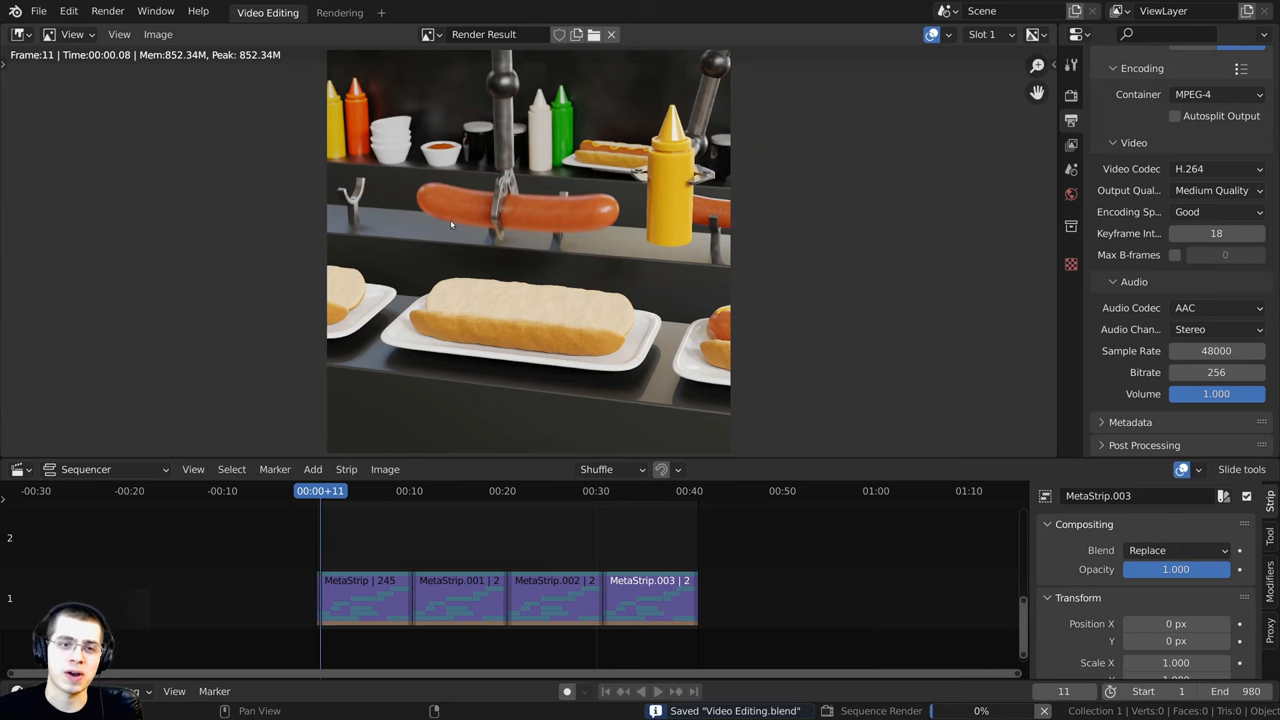 File Edit Render Window Help Video Editing Rendering + Scene ViewLayer
View View Image Render Result Slot 1
Frame:11 | Time:00:00.08 | Mem:852.34M, Peak: 852.34M
Encoding
Container MPEG-4
Autosplit Output
Video
Video Codec H.264
Output Qual.. Medium Quality
Encoding Sp.. Good
Keyframe Int.. 18
Max B-frames 0
Audio
Audio Codec AAC
Audio Chan.. Stereo
Sample Rate 48000
Bitrate 256
Volume 1.000
Metadata
Post Processing
Sequencer View Select Marker Add Strip Image Shuffle Slide tools
-00:30 -00:20 -00:10 00:00+11 00:10 00:20 00:30 00:40 00:50 01:00 01:10
2
1
MetaStrip | 245 MetaStrip.001 | 2 MetaStrip.002 | 2 MetaStrip.003 | 2
MetaStrip.003
Compositing
Blend Replace
Opacity 1.000
Transform
Position X 0 px
Y 0 px
Scale X 1.000
Strip
Tool
Modifiers
Proxy
View Marker 11 Start 1 End 980
Pan View Saved "Video Editing.blend" Sequence Render 0% Collection 1 | Verts:0 | Faces:0 | Tris:0 | Object